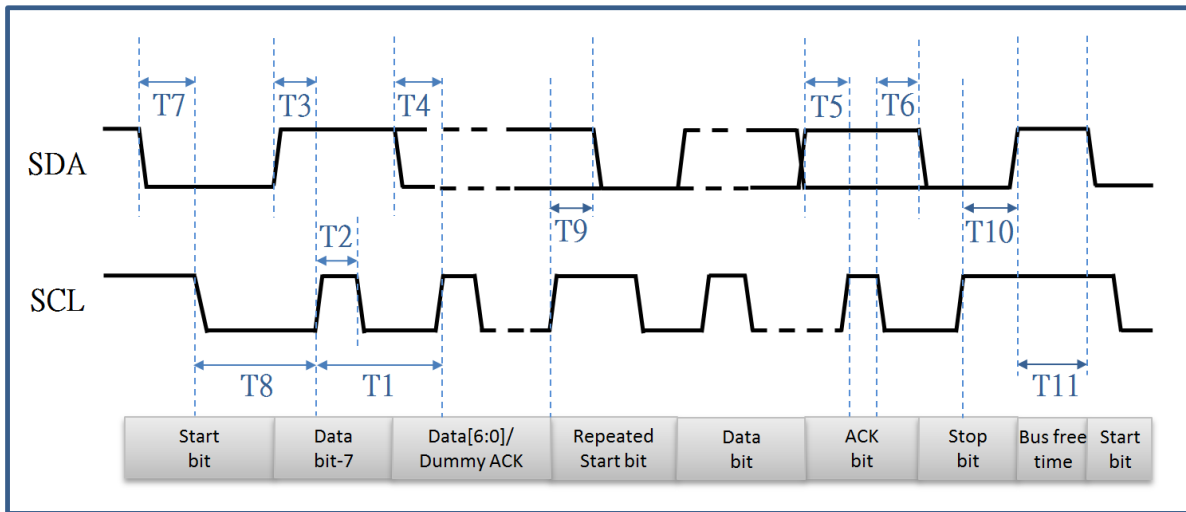 T7
T3
T4
T5
T6
SDA
T9
T10
T2
SCL
T8
T1
T11
Start
bit
Data
bit-7
Data[6:0]/
Dummy ACK
Repeated
Start bit
Data
bit
ACK
bit
Stop
bit
Bus free
time
Start
bit